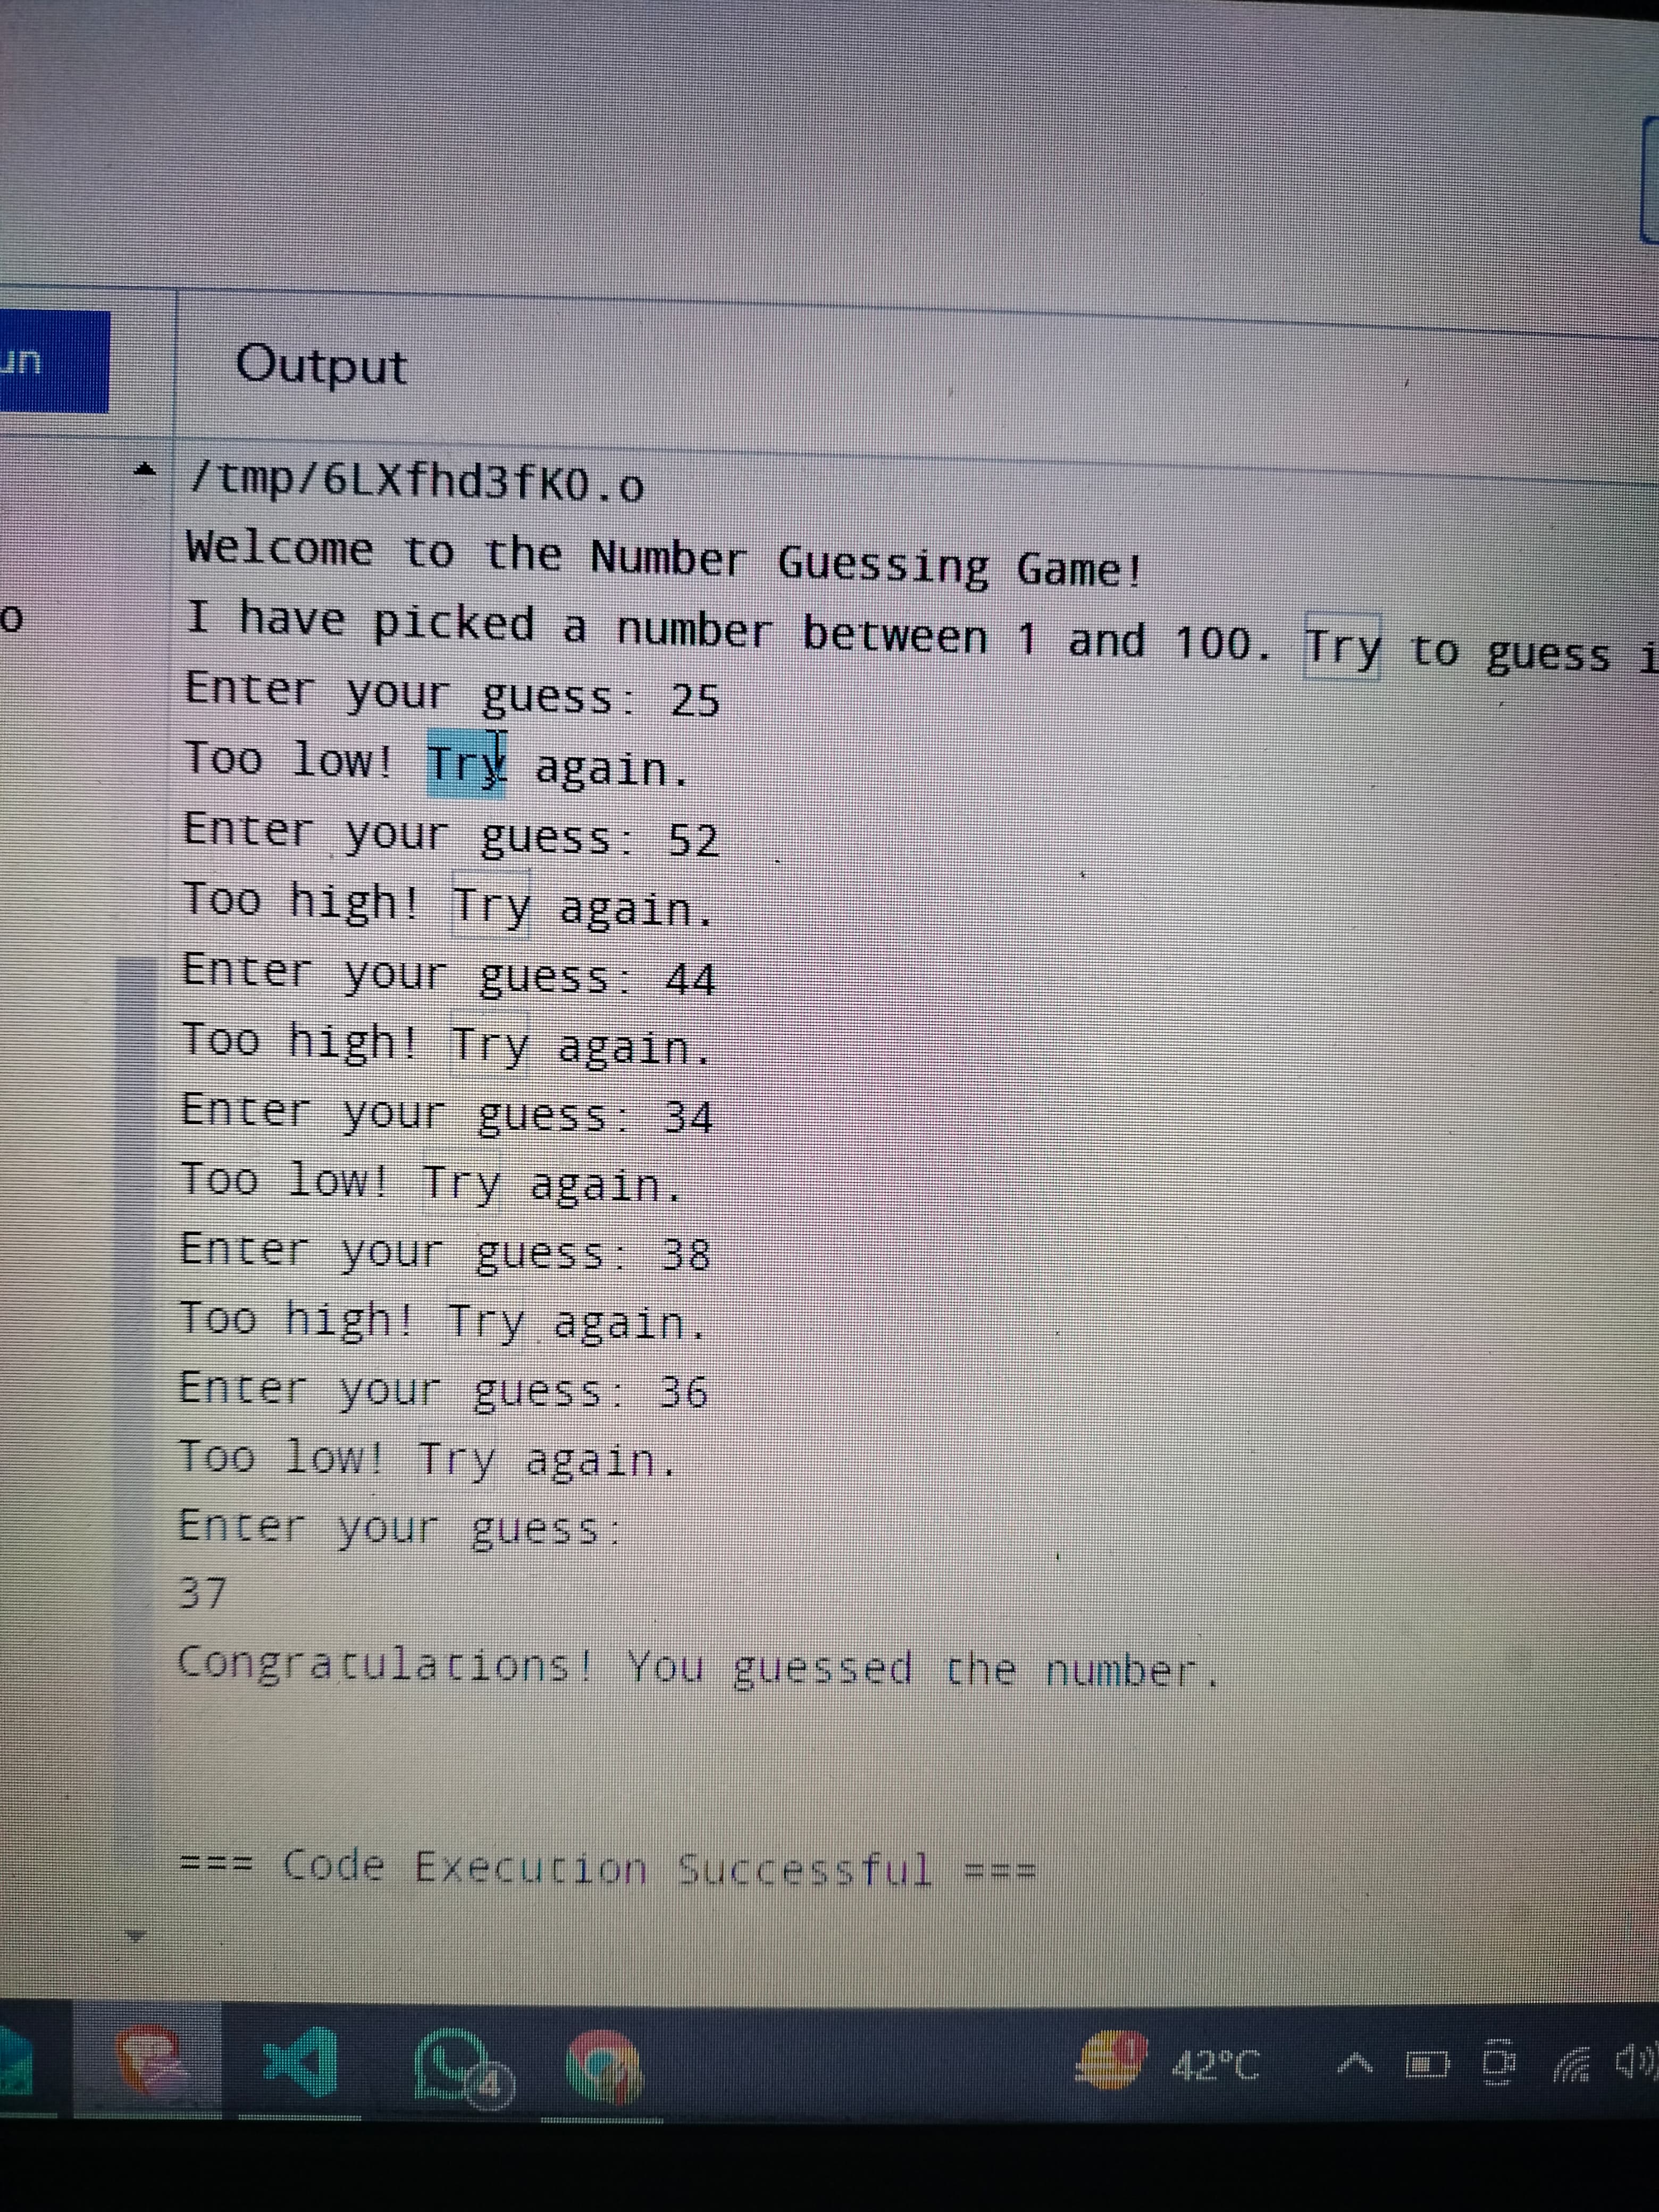 un
Output
/tmp/6LXfhd3fKO.o
Welcome to the Number Guessing Game!
o
I have picked a number between 1 and 100. Try to guess i
Enter your guess: 25
Too low! Try again.
Enter your guess: 52
Too high! Try again.
Enter your guess: 44
Too high! Try again.
Enter your guess: 34
Too low! Try again.
Enter your guess: 38
Too high! Try again.
Enter your guess: 36
Too low! Try again.
Enter your guess:
37
Congratulations! You guessed the number.
=== Code Execution Successful ===
4
1
42°C